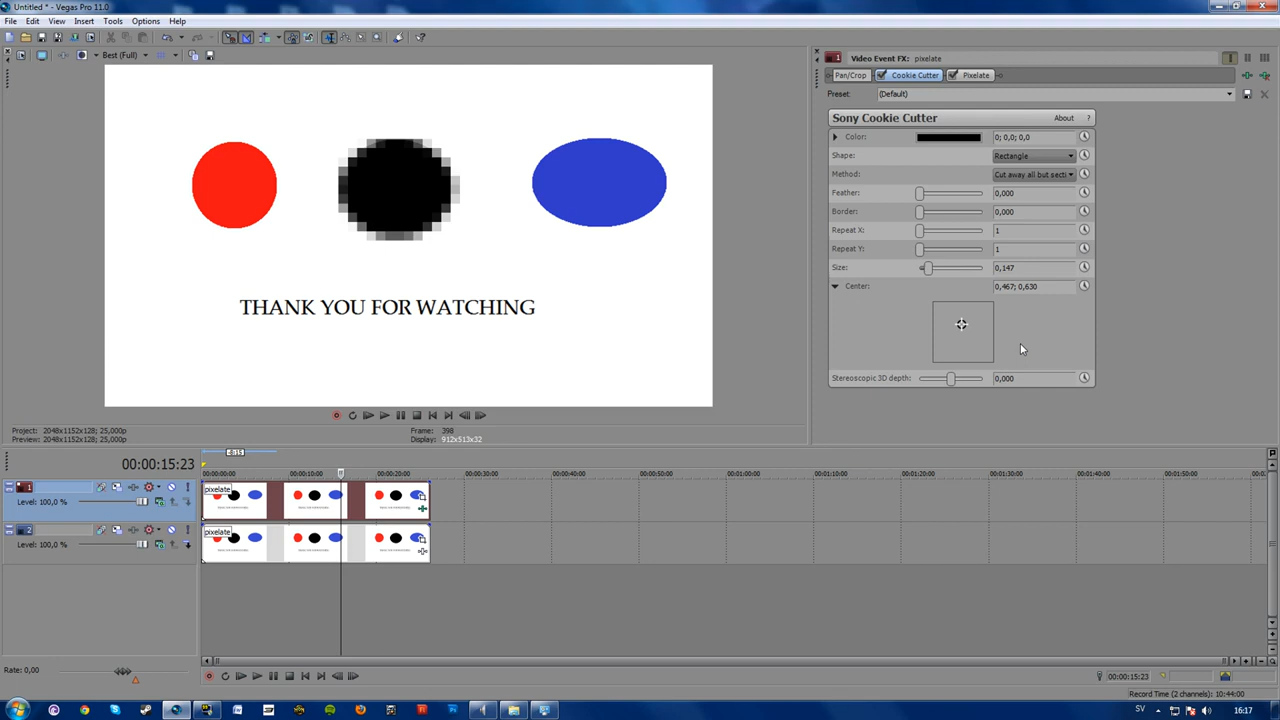 Untitled * - Vegas Pro 11.0
File Edit View Insert Tools Options Help
Best (Full)
THANK YOU FOR WATCHING
Project: 2048x1152x128; 25,000p
Preview: 2048x1152x128; 25,000p
Frame: 398
Display: 912x513x32
1 Video Event FX: pixelate
Pan/Crop Cookie Cutter Pixelate
Preset: (Default)
Sony Cookie Cutter About ?
Color: 0; 0,0; 0,0
Shape: Rectangle
Method: Cut away all but secti
Feather: 0,000
Border: 0,000
Repeat X: 1
Repeat Y: 1
Size: 0,147
Center: 0,467; 0,630
Stereoscopic 3D depth: 0,000
-8:15
00:00:15:23
00:00:00:00 00:00:10:00 00:00:20:00 00:00:30:00 00:00:40:00 00:00:50:00 00:01:00:00 00:01:10:00 00:01:20:00 00:01:30:00 00:01:40:00 00:01:50:00 00:0
1
Level: 100,0 %
pixelate
2
Level: 100,0 %
pixelate
Rate: 0,00
00:00:15:23
Record Time (2 channels): 10:44:00
SV 16:17